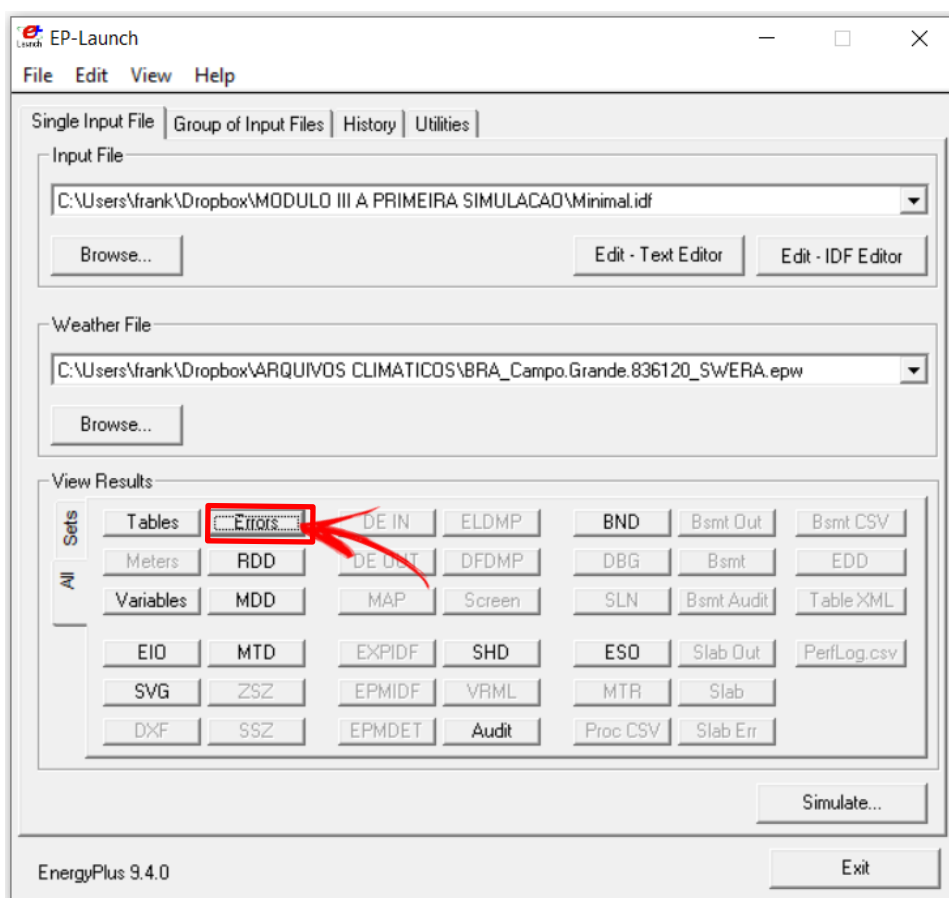 EP-Launch
File Edit View Help
Single Input File Group of Input Files History Utilities
Input File
C:\Users\frank\Dropbox\MODULO III A PRIMEIRA SIMULACAO\Minimal.idf
Browse... Edit - Text Editor Edit - IDF Editor
Weather File
C:\Users\frank\Dropbox\ARQUIVOS CLIMATICOS\BRA_Campo.Grande.836120_SWERA.epw
Browse...
View Results
Sets
All
Tables Errors DE IN ELDMP BND Bsmt Out Bsmt CSV
Meters RDD DE OUT DFDMP DBG Bsmt EDD
Variables MDD MAP Screen SLN Bsmt Audit Table XML
EIO MTD EXPIDF SHD ESO Slab Out PerfLog.csv
SVG ZSZ EPMIDF VRML MTR Slab
DXF SSZ EPMDET Audit Proc CSV Slab Err
Simulate...
EnergyPlus 9.4.0 Exit